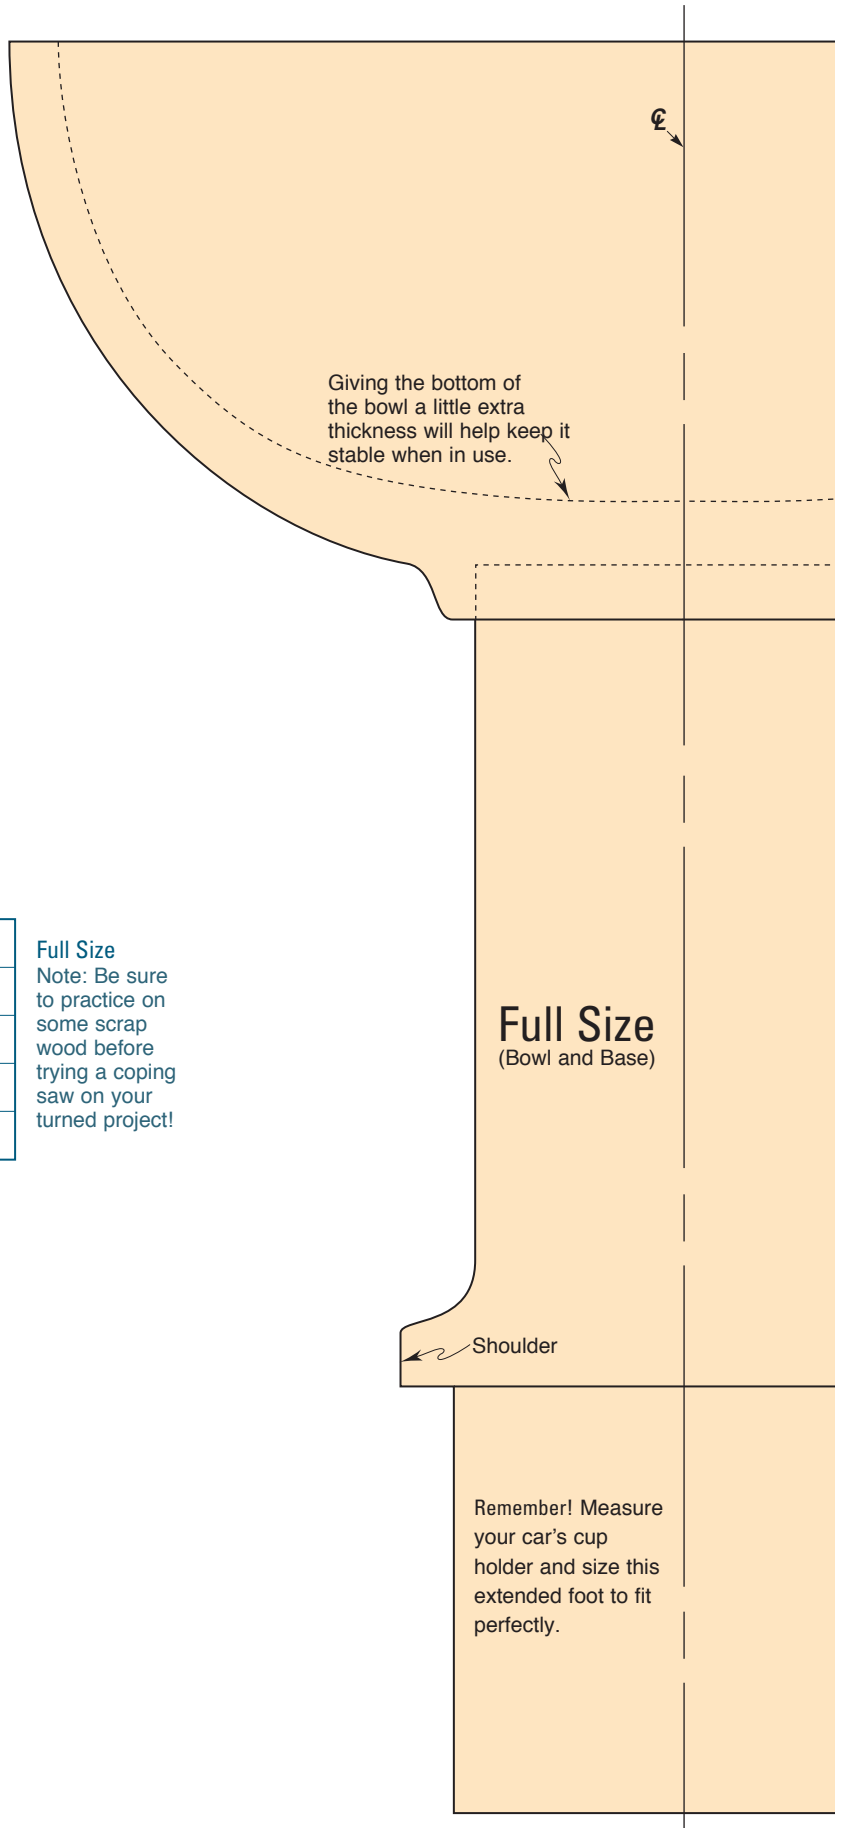 ℄
Giving the bottom of
the bowl a little extra
thickness will help keep it
stable when in use.
Full Size
Note: Be sure
to practice on
some scrap
wood before
trying a coping
saw on your
turned project!
Full Size
(Bowl and Base)
Shoulder
Remember! Measure
your car's cup
holder and size this
extended foot to fit
perfectly.